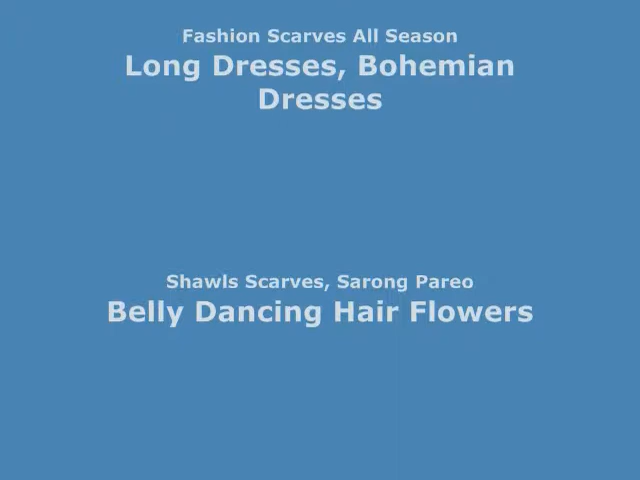 Fashion Scarves All Season
Long Dresses, Bohemian
Dresses
Shawls Scarves, Sarong Pareo
Belly Dancing Hair Flowers